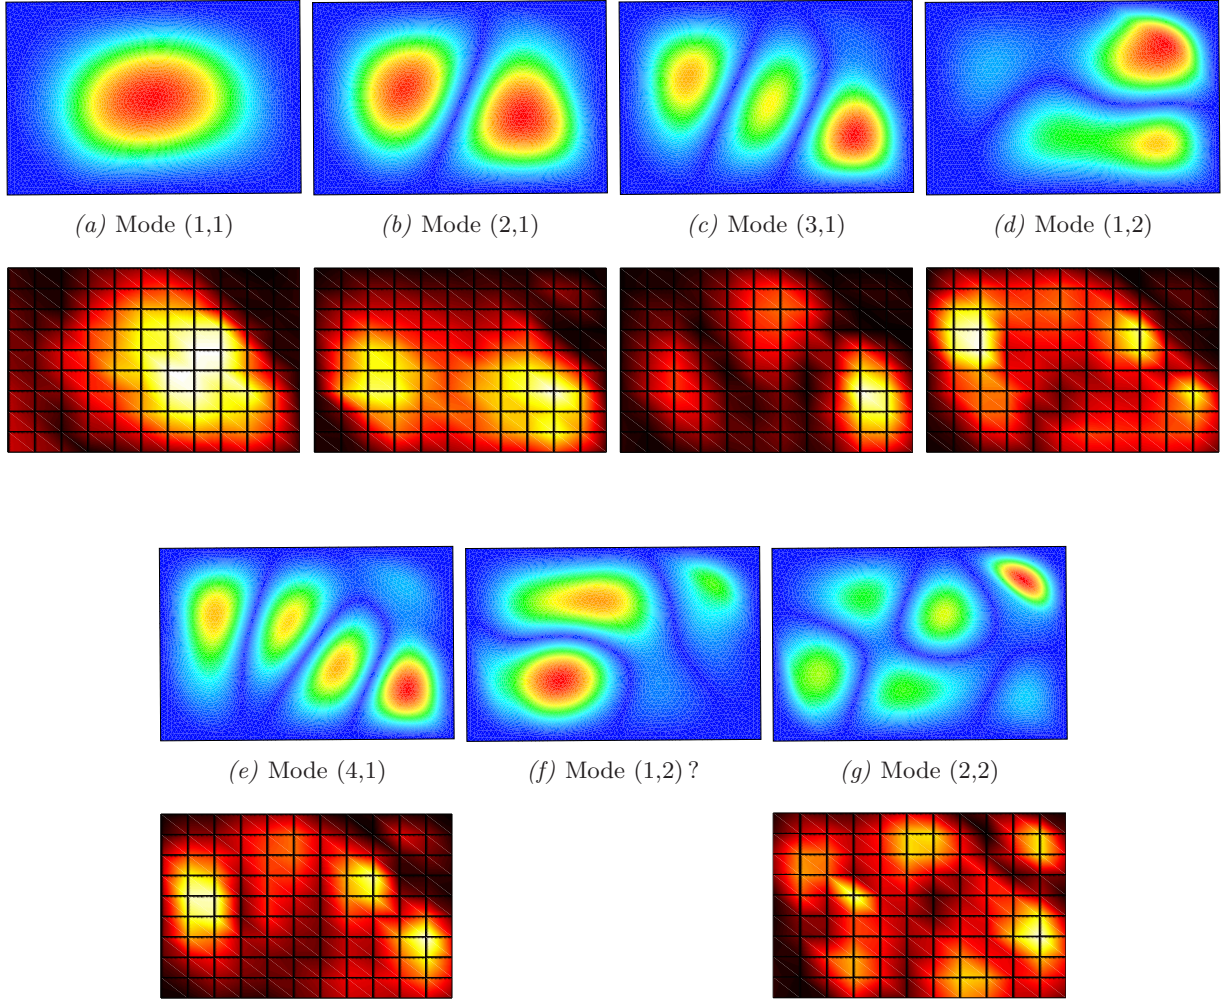 (a) Mode (1,1)
(b) Mode (2,1)
(c) Mode (3,1)
(d) Mode (1,2)
(e) Mode (4,1)
(f) Mode (1,2) ?
(g) Mode (2,2)